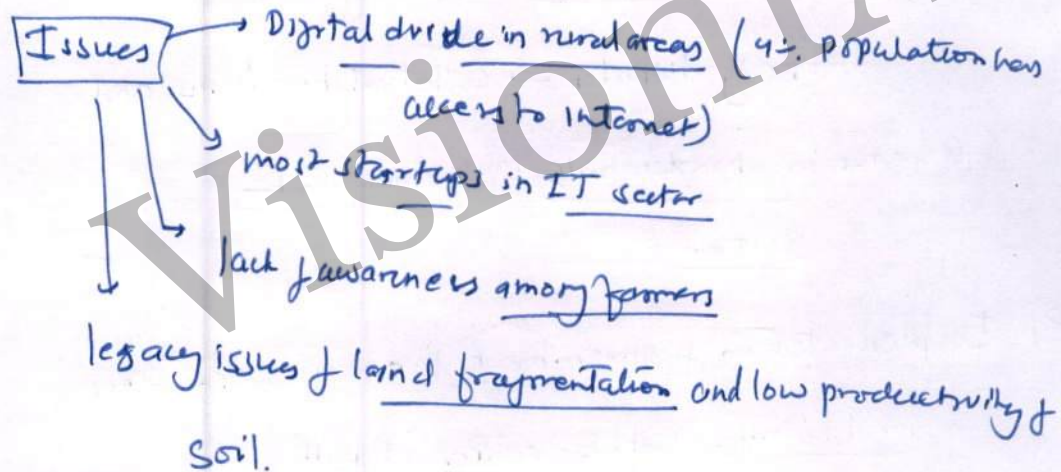 Issues
Digital divide in rural areas (4% population has
access to internet)
most startups in IT sector
lack of awareness among farmers
legacy issues of land fragmentation and low productivity of
soil.
Vision